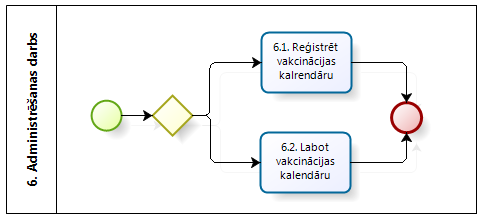 6. Administrēšanas darbs
6.1. Reģistrēt
vakcinācijas
kalrendāru
6.2. Labot
vakcinācijas
kalendāru